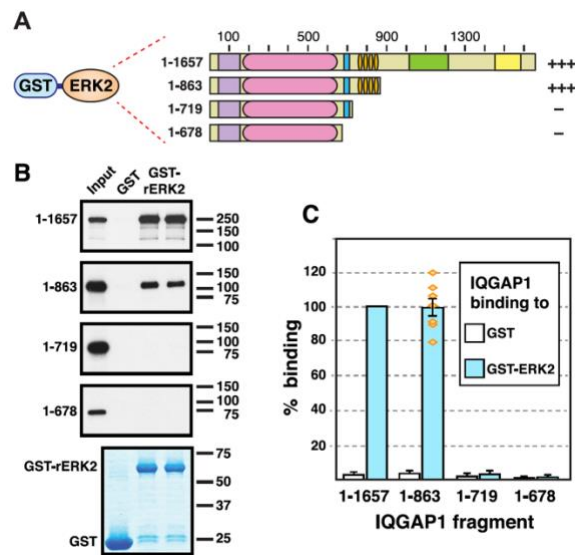 A
100 500 900 1300
1-1657 +++
GST ERK2
1-863 +++
1-719 –
1-678 –
B
Input GST GST-rERK2
1-1657 250
150
100
1-863 150
100
75
1-719 150
100
75
1-678 150
100
75
GST-rERK2 75
50
37
GST 25
C
% binding
120
100
80
60
40
20
IQGAP1
binding to
GST
GST-ERK2
1-1657 1-863 1-719 1-678
IQGAP1 fragment